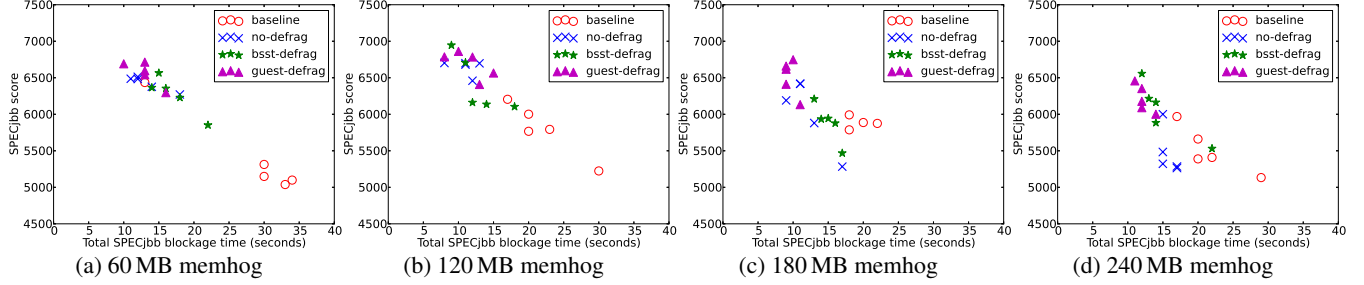 7500
7000
6500
6000
5500
5000
4500
SPECjbb score
0 5 10 15 20 25 30 35 40
Total SPECjbb blockage time (seconds)
baseline
no-defrag
bsst-defrag
guest-defrag
(a) 60 MB memhog
7500
7000
6500
6000
5500
5000
4500
SPECjbb score
0 5 10 15 20 25 30 35 40
Total SPECjbb blockage time (seconds)
baseline
no-defrag
bsst-defrag
guest-defrag
(b) 120 MB memhog
7500
7000
6500
6000
5500
5000
4500
SPECjbb score
0 5 10 15 20 25 30 35 40
Total SPECjbb blockage time (seconds)
baseline
no-defrag
bsst-defrag
guest-defrag
(c) 180 MB memhog
7500
7000
6500
6000
5500
5000
4500
SPECjbb score
0 5 10 15 20 25 30 35 40
Total SPECjbb blockage time (seconds)
baseline
no-defrag
bsst-defrag
guest-defrag
(d) 240 MB memhog